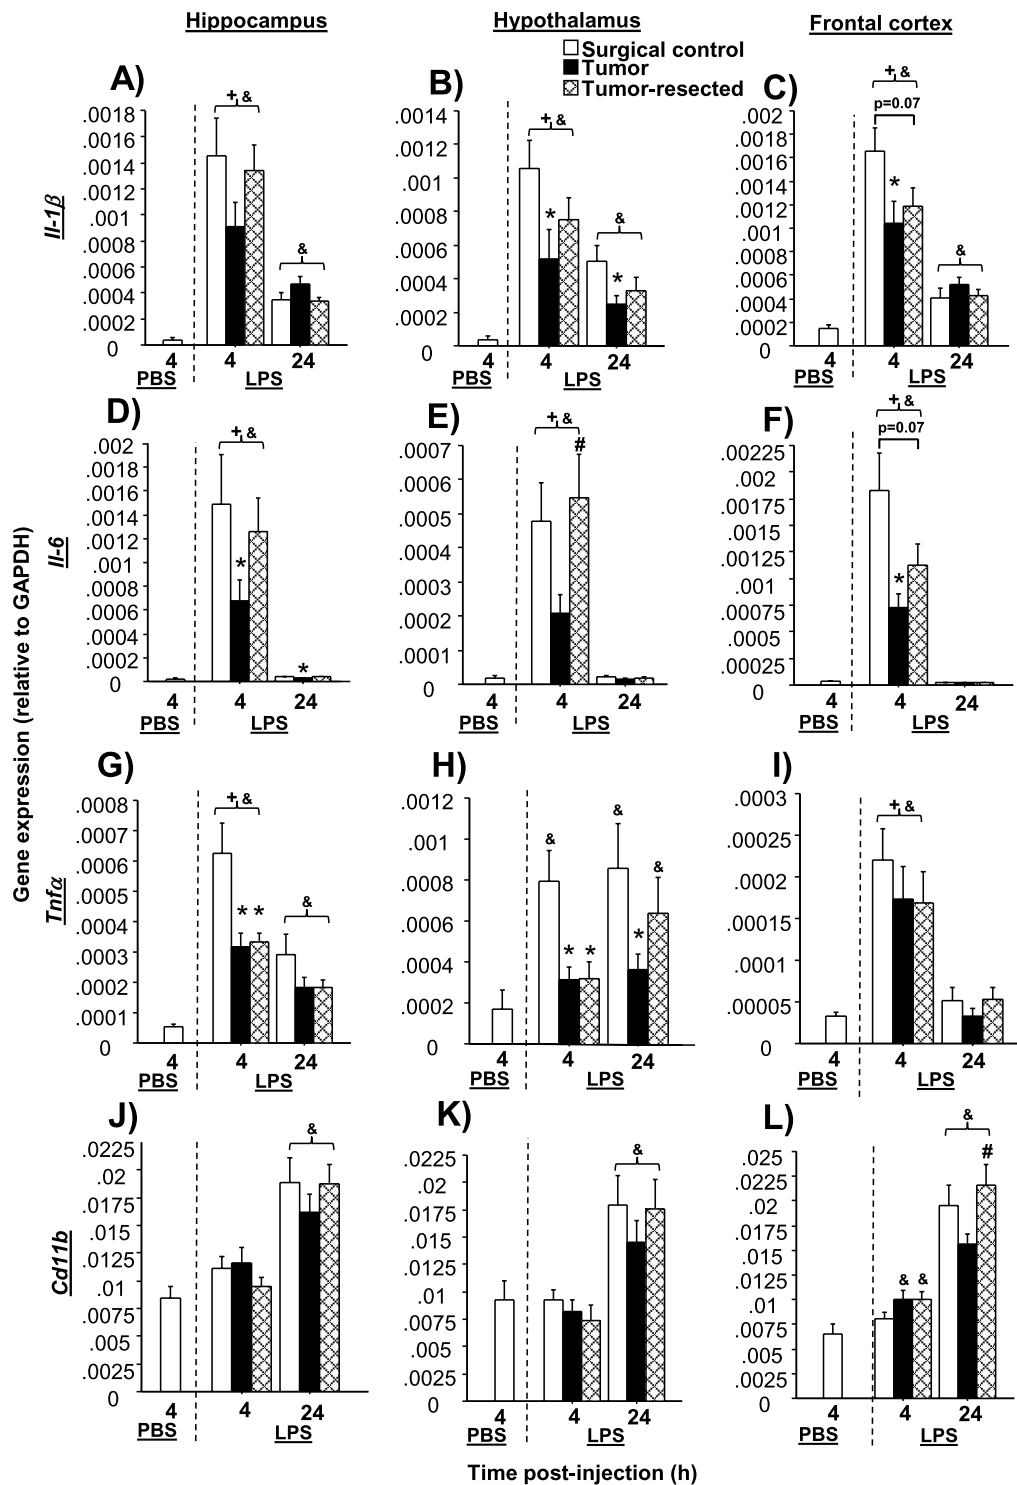 Hippocampus Hypothalamus Frontal cortex
Surgical control
Tumor
Tumor-resected
Gene expression (relative to GAPDH)
Il-1β
A)
+ &
&
.0018
.0016
.0014
.0012
.001
.0008
.0006
.0004
.0002
0
4 4 24
PBS LPS
B)
+ &
&
*
*
.0014
.0012
.001
.0008
.0006
.0004
.0002
0
4 4 24
PBS LPS
C)
+ &
p=0.07
*
&
.002
.0018
.0016
.0014
.0012
.001
.0008
.0006
.0004
.0002
0
4 4 24
PBS LPS
Il-6
D)
+ &
*
*
.002
.0018
.0016
.0014
.0012
.001
.0008
.0006
.0004
.0002
0
4 4 24
PBS LPS
E)
+ &
#
.0007
.0006
.0005
.0004
.0003
.0002
.0001
0
4 4 24
PBS LPS
F)
+ &
p=0.07
*
.00225
.002
.00175
.0015
.00125
.001
.00075
.0005
.00025
0
4 4 24
PBS LPS
Tnfα
G)
+ &
* *
&
.0008
.0007
.0006
.0005
.0004
.0003
.0002
.0001
0
4 4 24
PBS LPS
H)
& &
&
* * *
.0012
.001
.0008
.0006
.0004
.0002
0
4 4 24
PBS LPS
I)
+ &
.0003
.00025
.0002
.00015
.0001
.00005
0
4 4 24
PBS LPS
Cd11b
J)
&
.0225
.02
.0175
.015
.0125
.01
.0075
.005
.0025
0
4 4 24
PBS LPS
K)
&
.0225
.02
.0175
.015
.0125
.01
.0075
.005
.0025
0
4 4 24
PBS LPS
L)
&
#
& &
.025
.0225
.02
.0175
.015
.0125
.01
.0075
.005
.0025
0
4 4 24
PBS LPS
Time post-injection (h)